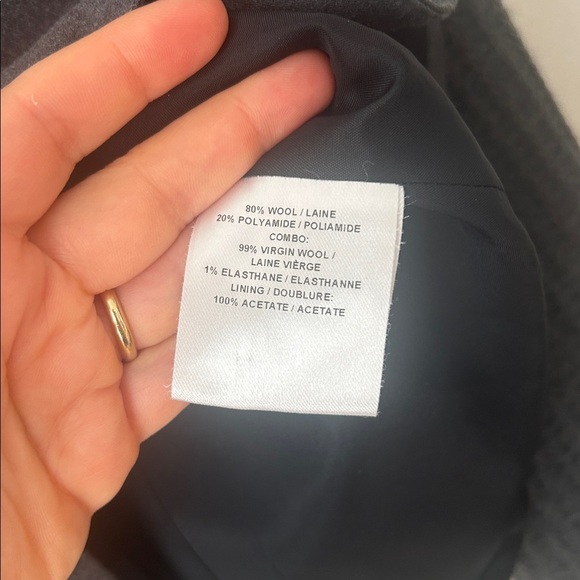 80% WOOL / LAINE
20% POLYAMIDE / POLIAMIDE
COMBO:
99% VIRGIN WOOL /
LAINE VIÈRGE
1% ELASTHANE / ELASTHANNE
LINING / DOUBLURE:
100% ACETATE / ACETATE